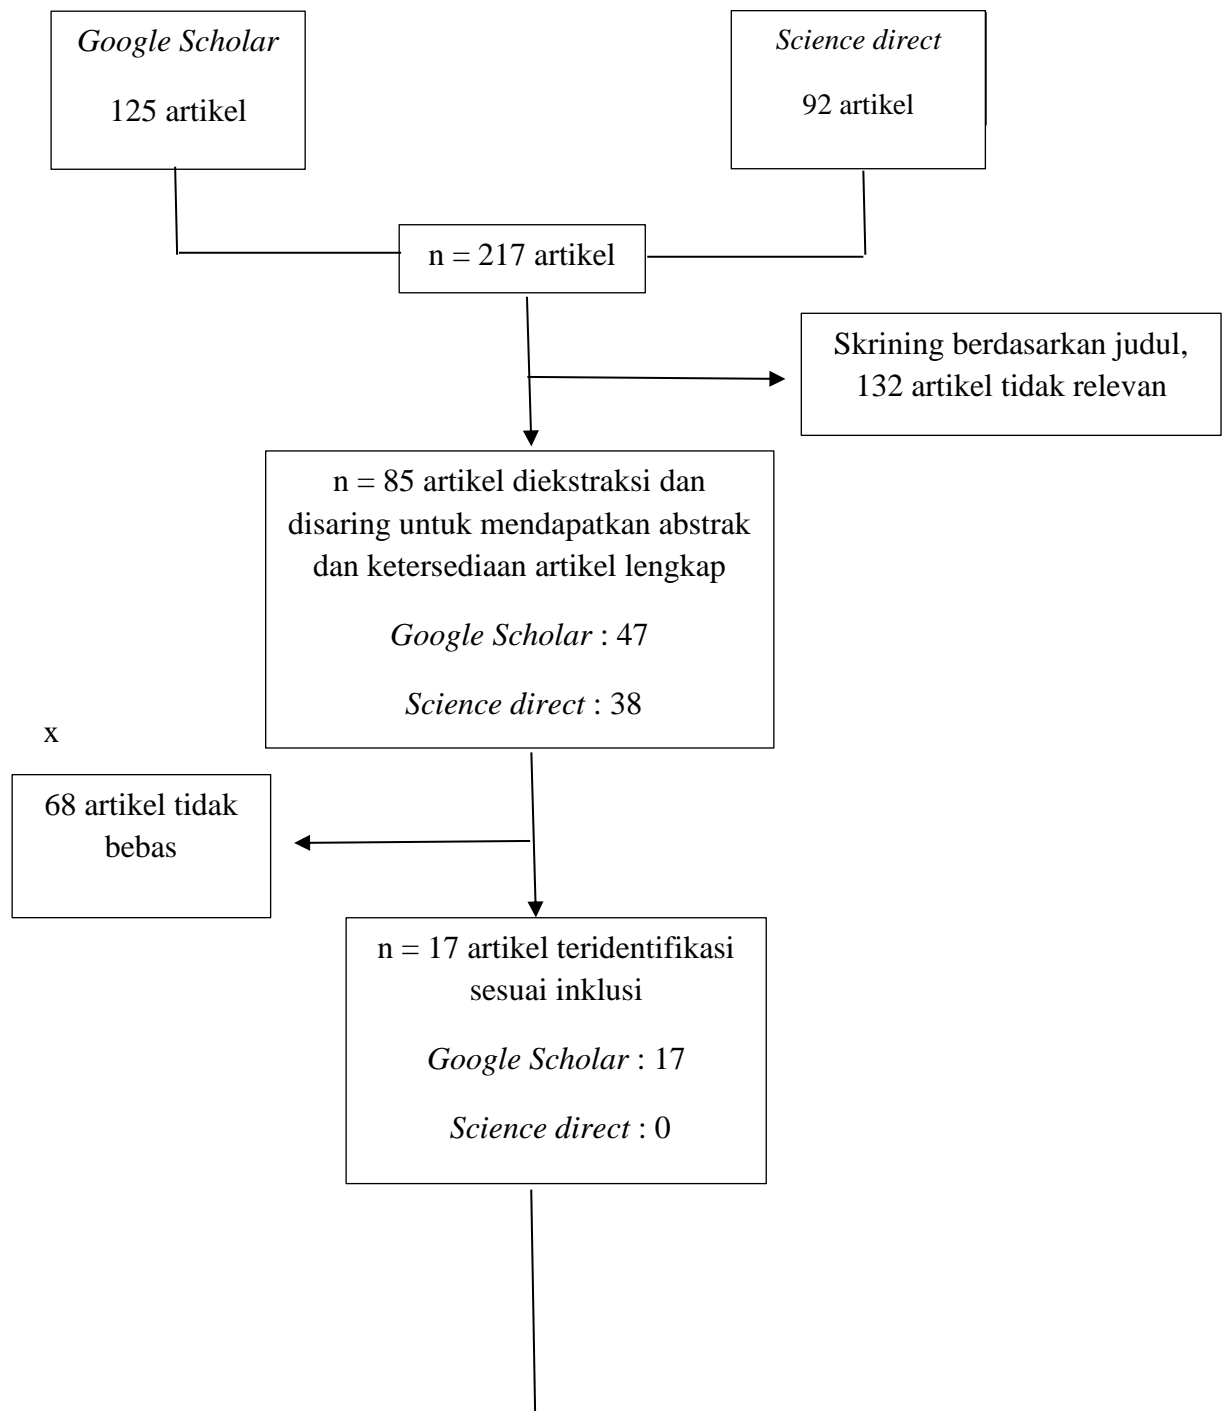 Google Scholar
125 artikel
Science direct
92 artikel
n = 217 artikel
Skrining berdasarkan judul,
132 artikel tidak relevan
n = 85 artikel diekstraksi dan
disaring untuk mendapatkan abstrak
dan ketersediaan artikel lengkap
Google Scholar : 47
Science direct : 38
x
68 artikel tidak
bebas
n = 17 artikel teridentifikasi
sesuai inklusi
Google Scholar : 17
Science direct : 0